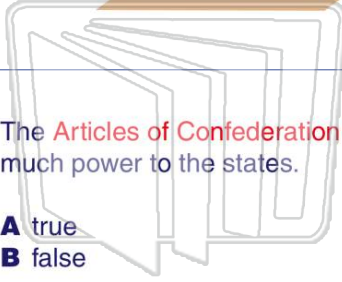 The Articles of Confederation
much power to the states.
A true
B false